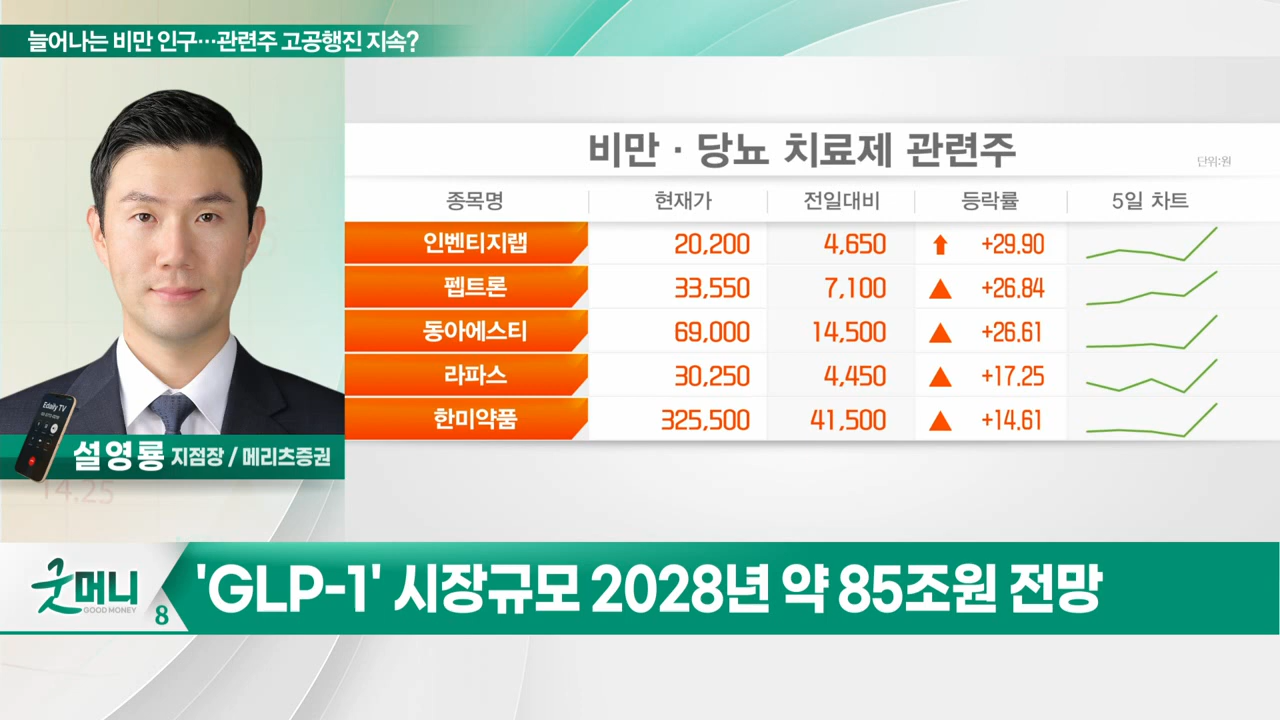 늘어나는 비만 인구…관련주 고공행진 지속?
비만 · 당뇨 치료제 관련주
단위:원
종목명 현재가 전일대비 등락률 5일 차트
인벤티지랩 20,200 4,650 ⬆ +29.90
펩트론 33,550 7,100 ▲ +26.84
동아에스티 69,000 14,500 ▲ +26.61
라파스 30,250 4,450 ▲ +17.25
한미약품 325,500 41,500 ▲ +14.61
Edaily TV
설영룡 지점장 / 메리츠증권
14.25
굿머니
GOOD MONEY
8
'GLP-1' 시장규모 2028년 약 85조원 전망